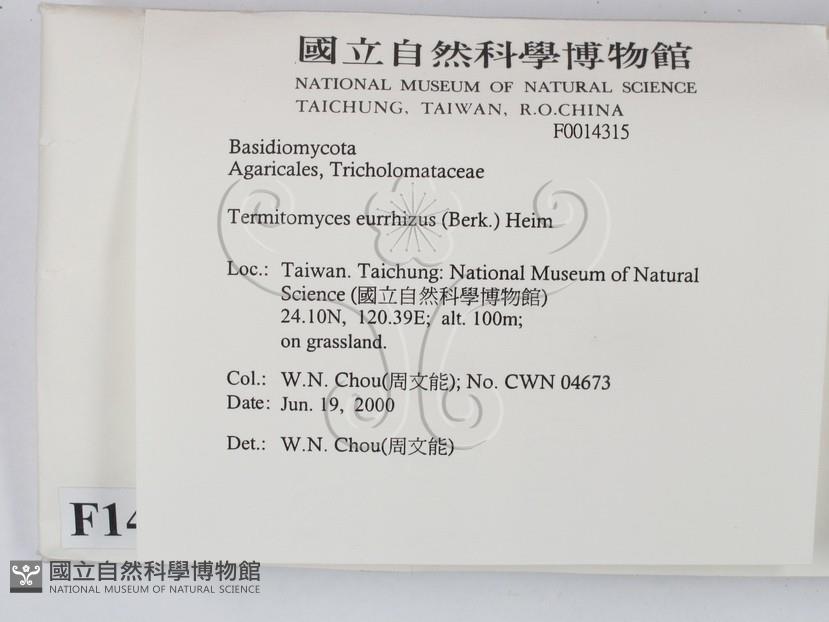 國立自然科學博物館
NATIONAL MUSEUM OF NATURAL SCIENCE
TAICHUNG, TAIWAN, R.O.CHINA
F0014315
Basidiomycota
Agaricales, Tricholomataceae
Termitomyces eurrhizus (Berk.) Heim
Loc.: Taiwan. Taichung: National Museum of Natural
Science (國立自然科學博物館)
24.10N, 120.39E; alt. 100m;
on grassland.
Col.: W.N. Chou(周文能); No. CWN 04673
Date: Jun. 19, 2000
Det.: W.N. Chou(周文能)
F14
國立自然科學博物館
NATIONAL MUSEUM OF NATURAL SCIENCE